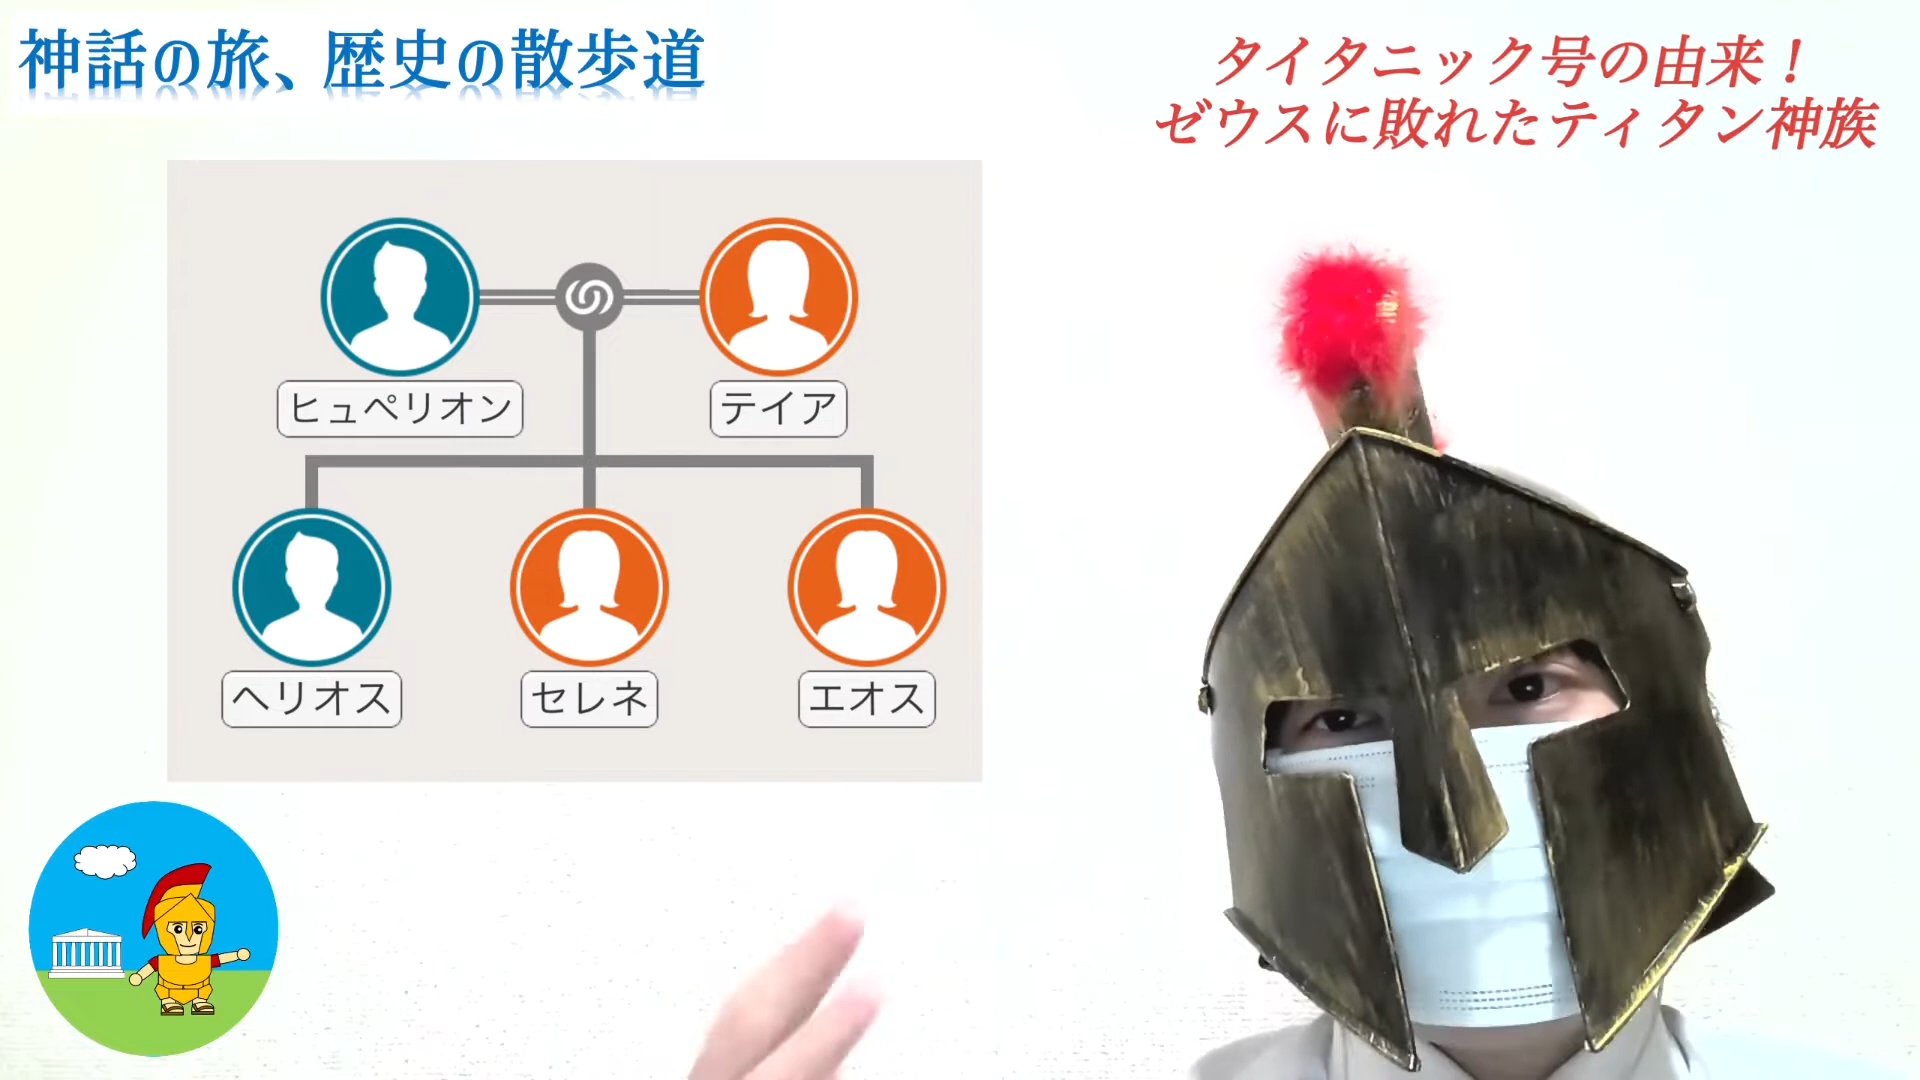 神話の旅、歴史の散歩道
タイタニック号の由来！
ゼウスに敗れたティタン神族
ヒュペリオン
テイア
ヘリオス
セレネ
エオス